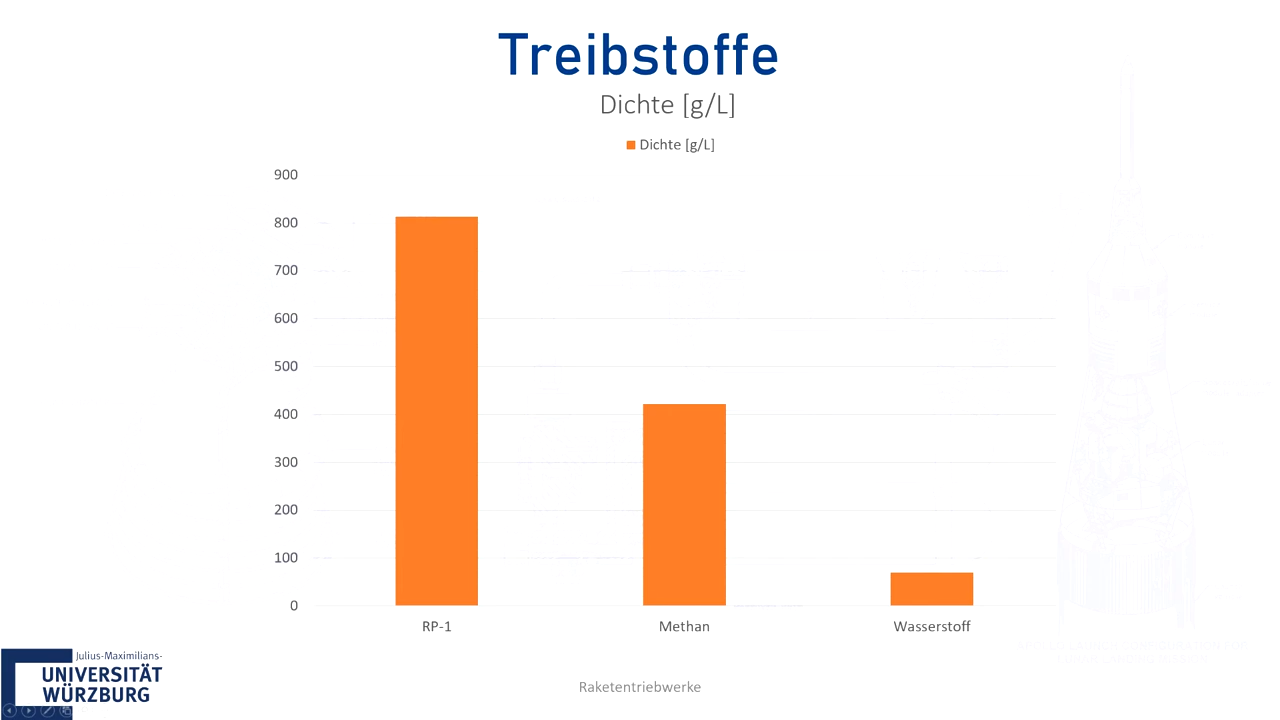 Treibstoffe
Dichte [g/L]
Dichte [g/L]
900
800
700
600
500
400
300
200
100
0
RP-1
Methan
Wasserstoff
Julius-Maximilians-
UNIVERSITÄT
WÜRZBURG
Raketentriebwerke